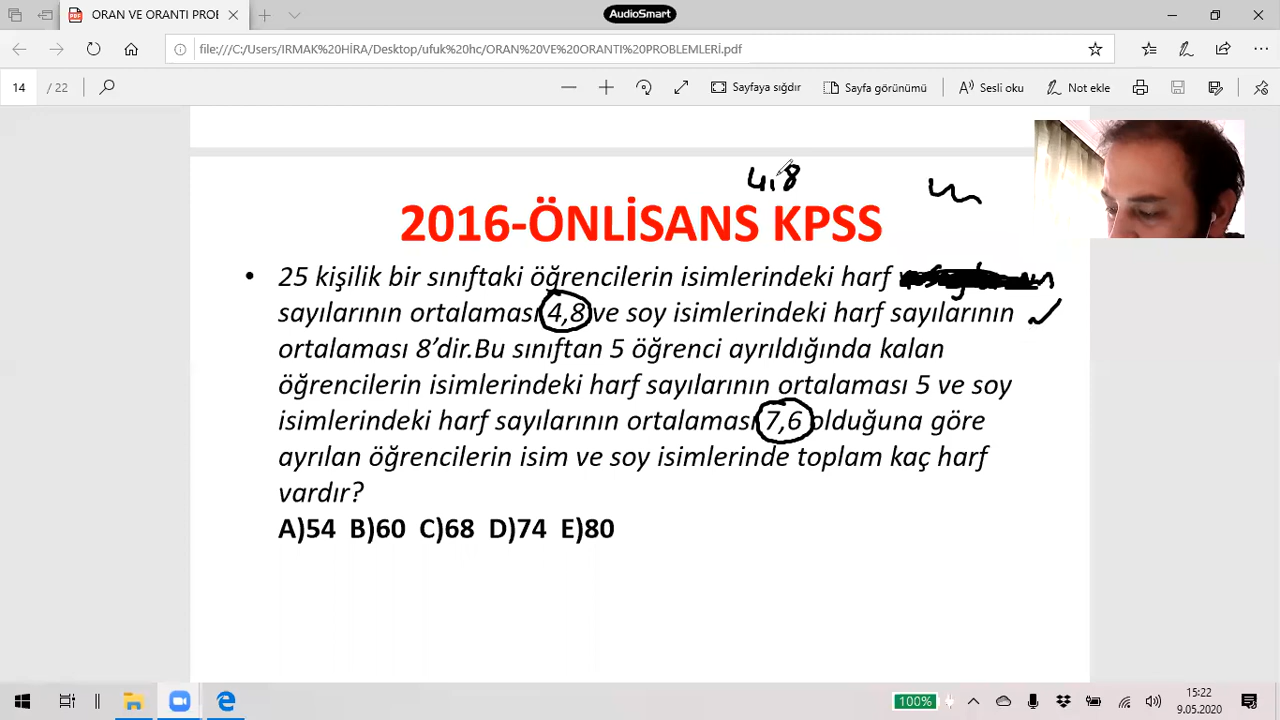 AudioSmart
ORAN VE ORANTI PROB
file:///C:/Users/IRMAK%20HİRA/Desktop/ufuk%20hc/ORAN%20VE%20ORANTI%20PROBLEMLERİ.pdf
14 / 22 Sayfaya sığdır Sayfa görünümü Sesli oku Not ekle
4,8
2016-ÖNLİSANS KPSS
• 25 kişilik bir sınıftaki öğrencilerin isimlerindeki harf
sayılarının ortalaması 4,8 ve soy isimlerindeki harf sayılarının
ortalaması 8’dir.Bu sınıftan 5 öğrenci ayrıldığında kalan
öğrencilerin isimlerindeki harf sayılarının ortalaması 5 ve soy
isimlerindeki harf sayılarının ortalaması 7,6 olduğuna göre
ayrılan öğrencilerin isim ve soy isimlerinde toplam kaç harf
vardır?
A)54 B)60 C)68 D)74 E)80
100% 15:22
9.05.2020